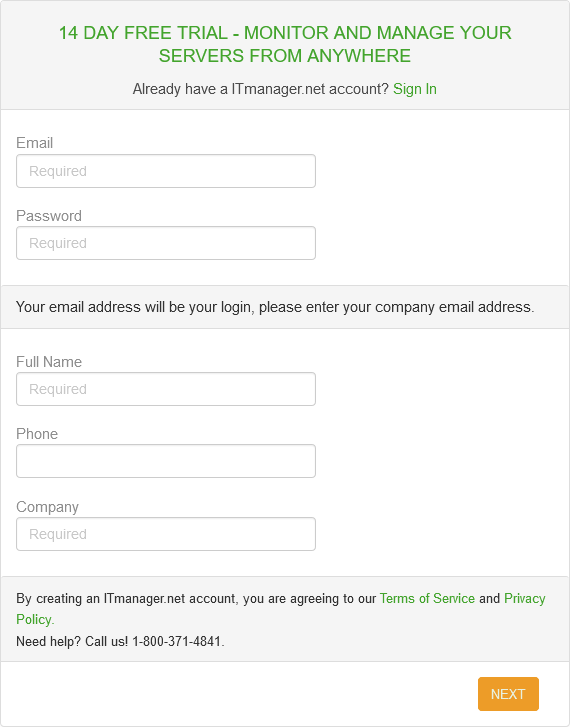 14 DAY FREE TRIAL - MONITOR AND MANAGE YOUR
SERVERS FROM ANYWHERE
Already have a ITmanager.net account? Sign In
Email
Required
Password
Required
Your email address will be your login, please enter your company email address.
Full Name
Required
Phone
Company
Required
By creating an ITmanager.net account, you are agreeing to our Terms of Service and Privacy
Policy.
Need help? Call us! 1-800-371-4841.
NEXT